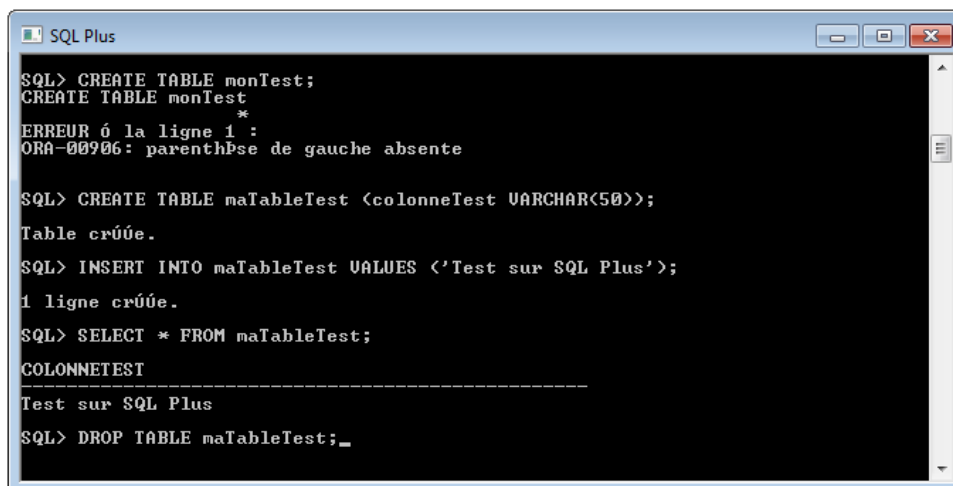 SQL Plus
SQL> CREATE TABLE monTest;
CREATE TABLE monTest
*
ERREUR ó la ligne 1 :
ORA-00906: parenthÞse de gauche absente
SQL> CREATE TABLE maTableTest (colonneTest VARCHAR(50));
Table crÚÚe.
SQL> INSERT INTO maTableTest VALUES ('Test sur SQL Plus');
1 ligne crÚÚe.
SQL> SELECT * FROM maTableTest;
COLONNETEST
--------------------------------------------------
Test sur SQL Plus
SQL> DROP TABLE maTableTest;_